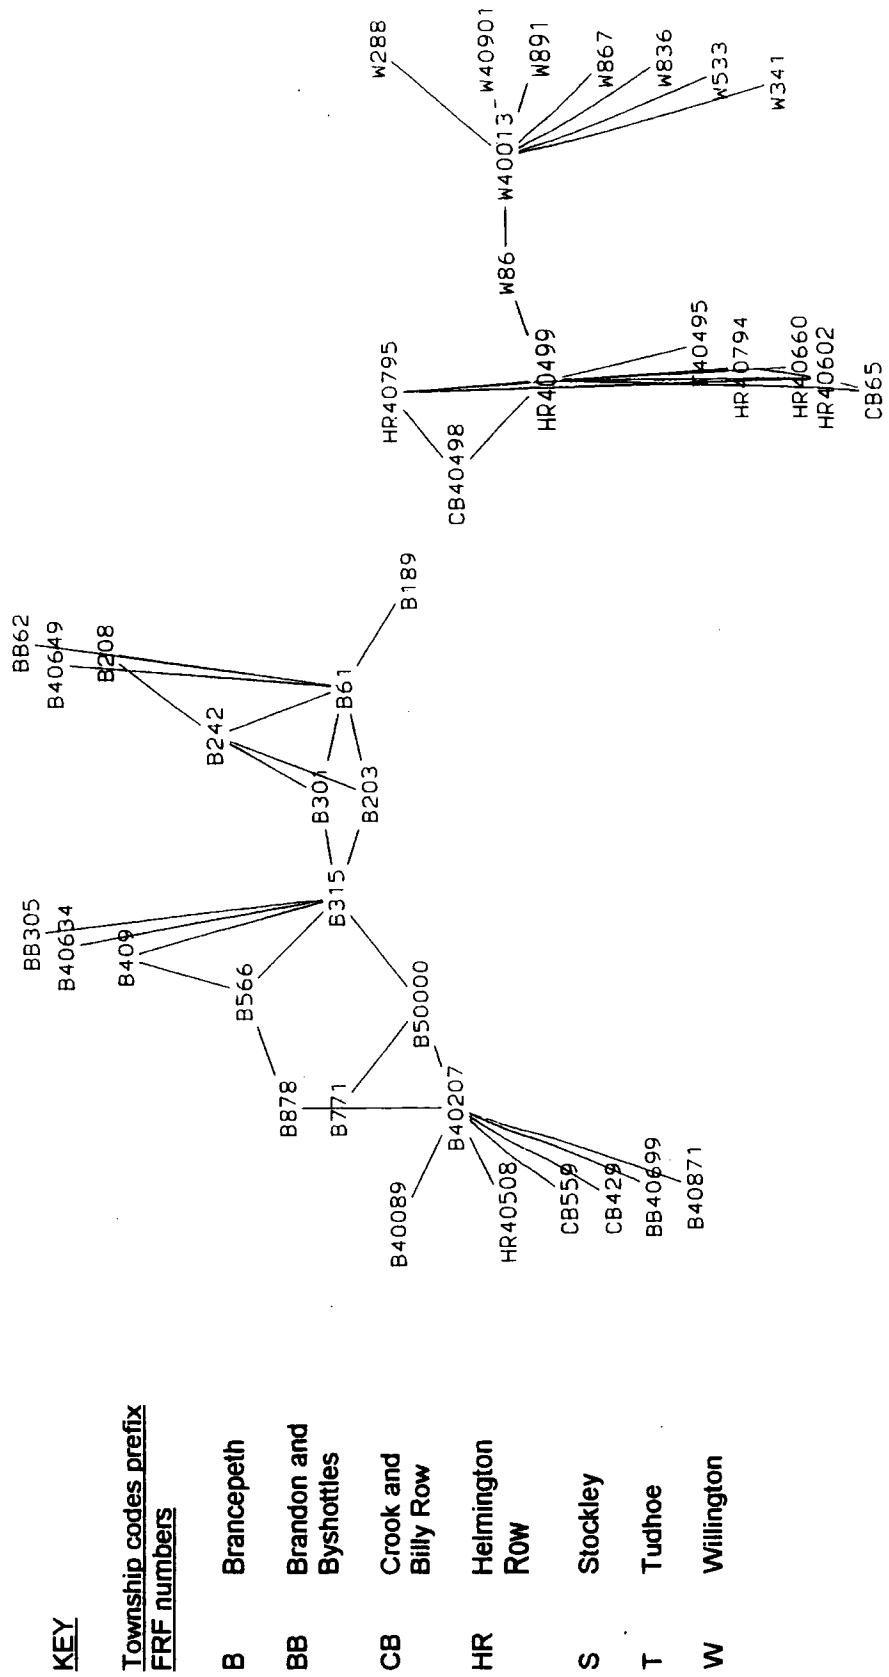 KEY
Township codes prefix
FRF numbers
B Brancepeth
BB Brandon and
Byshottles
CB Crook and
Billy Row
HR Helmington
Row
S Stockley
T Tudhoe
W Willington
B40089
B40207
HR40508
CB559
CB429
BB40699
B40871
B878
B771
B50000
B566
BB305
B40634
B409
B315
B301
B203
B242
B61
BB62
B40649
B208
B189
CB40498
HR40795
HR40499
HR40794
HR40660
HR40602
CB65
W86
W40013
W288
W40901
W891
W867
W836
W533
W341